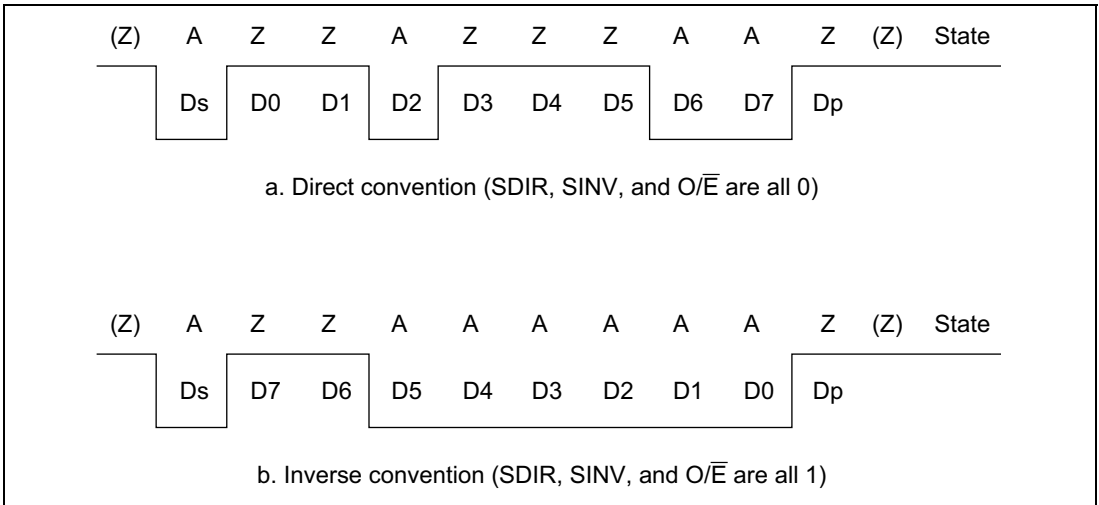 (Z) A Z Z A Z Z Z A A Z (Z) State
Ds D0 D1 D2 D3 D4 D5 D6 D7 Dp
a. Direct convention (SDIR, SINV, and O/E̅ are all 0)
(Z) A Z Z A A A A A A Z (Z) State
Ds D7 D6 D5 D4 D3 D2 D1 D0 Dp
b. Inverse convention (SDIR, SINV, and O/E̅ are all 1)